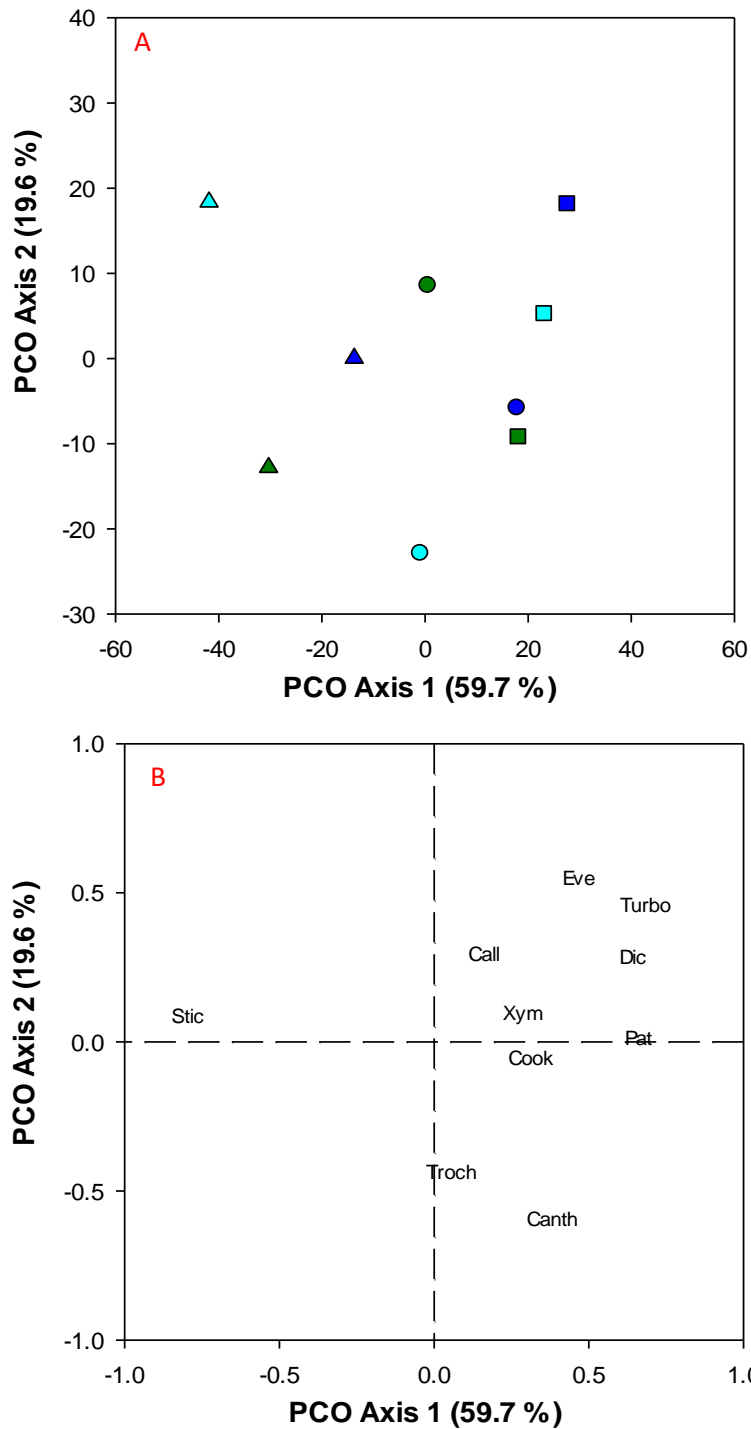 A
40
30
20
10
0
-10
-20
-30
PCO Axis 2 (19.6 %)
-60 -40 -20 0 20 40 60
PCO Axis 1 (59.7 %)
B
1.0
0.5
0.0
-0.5
-1.0
PCO Axis 2 (19.6 %)
Eve
Turbo
Call
Dic
Stic
Xym
Pat
Cook
Troch
Canth
-1.0 -0.5 0.0 0.5 1.0
PCO Axis 1 (59.7 %)